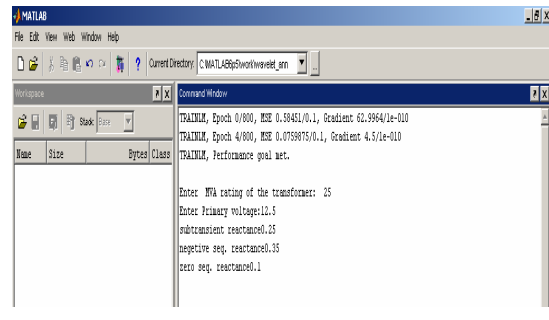 MATLAB
File Edit View Web Window Help
Current Directory: C:\MATLAB6p5\work\wavelet_ann
Workspace
Command Window
Stack: Base
Name Size Bytes Class
TRAINLM, Epoch 0/800, MSE 0.58451/0.1, Gradient 62.9964/1e-010
TRAINLM, Epoch 4/800, MSE 0.0759875/0.1, Gradient 4.5/1e-010
TRAINLM, Performance goal met.
Enter MVA rating of the transformer: 25
Enter Primary voltage:12.5
subtransient reactance0.25
negetive seq. reactance0.35
zero seq. reactance0.1